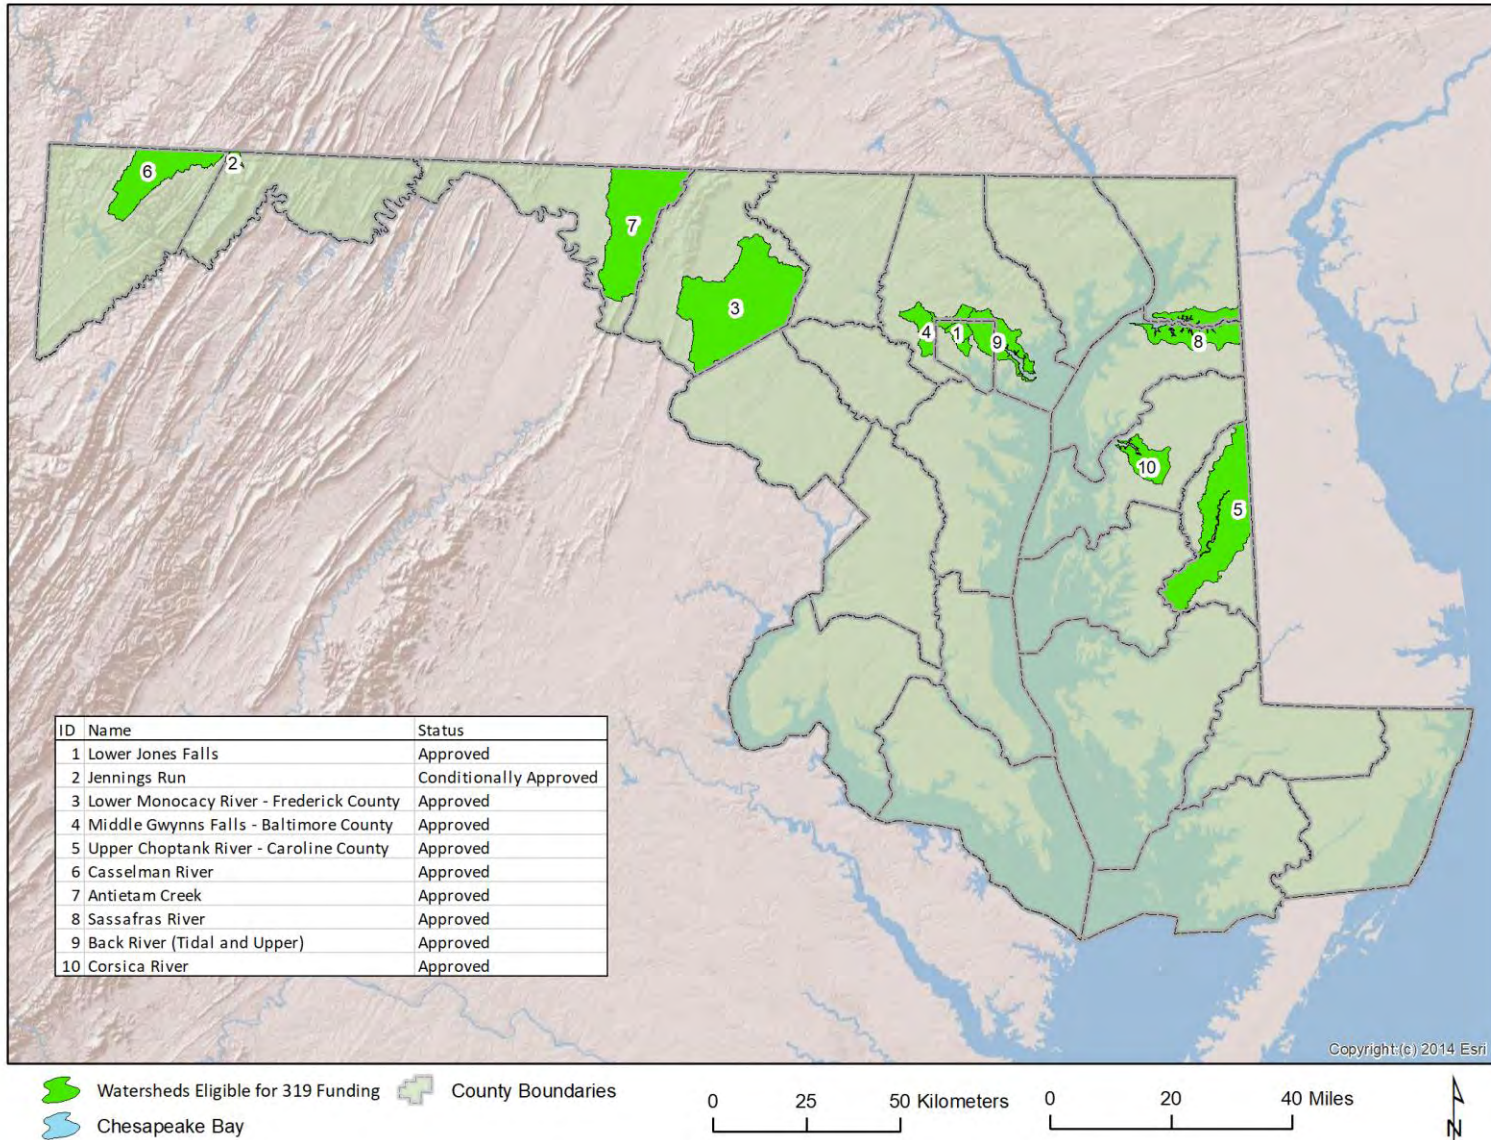 6
2
7
3
4
1
9
8
10
5
ID Name Status
1 Lower Jones Falls Approved
2 Jennings Run Conditionally Approved
3 Lower Monocacy River - Frederick County Approved
4 Middle Gwynns Falls - Baltimore County Approved
5 Upper Choptank River - Caroline County Approved
6 Casselman River Approved
7 Antietam Creek Approved
8 Sassafras River Approved
9 Back River (Tidal and Upper) Approved
10 Corsica River Approved
Copyright:(c) 2014 Esri
Watersheds Eligible for 319 Funding
County Boundaries
Chesapeake Bay
0 25 50 Kilometers
0 20 40 Miles
N